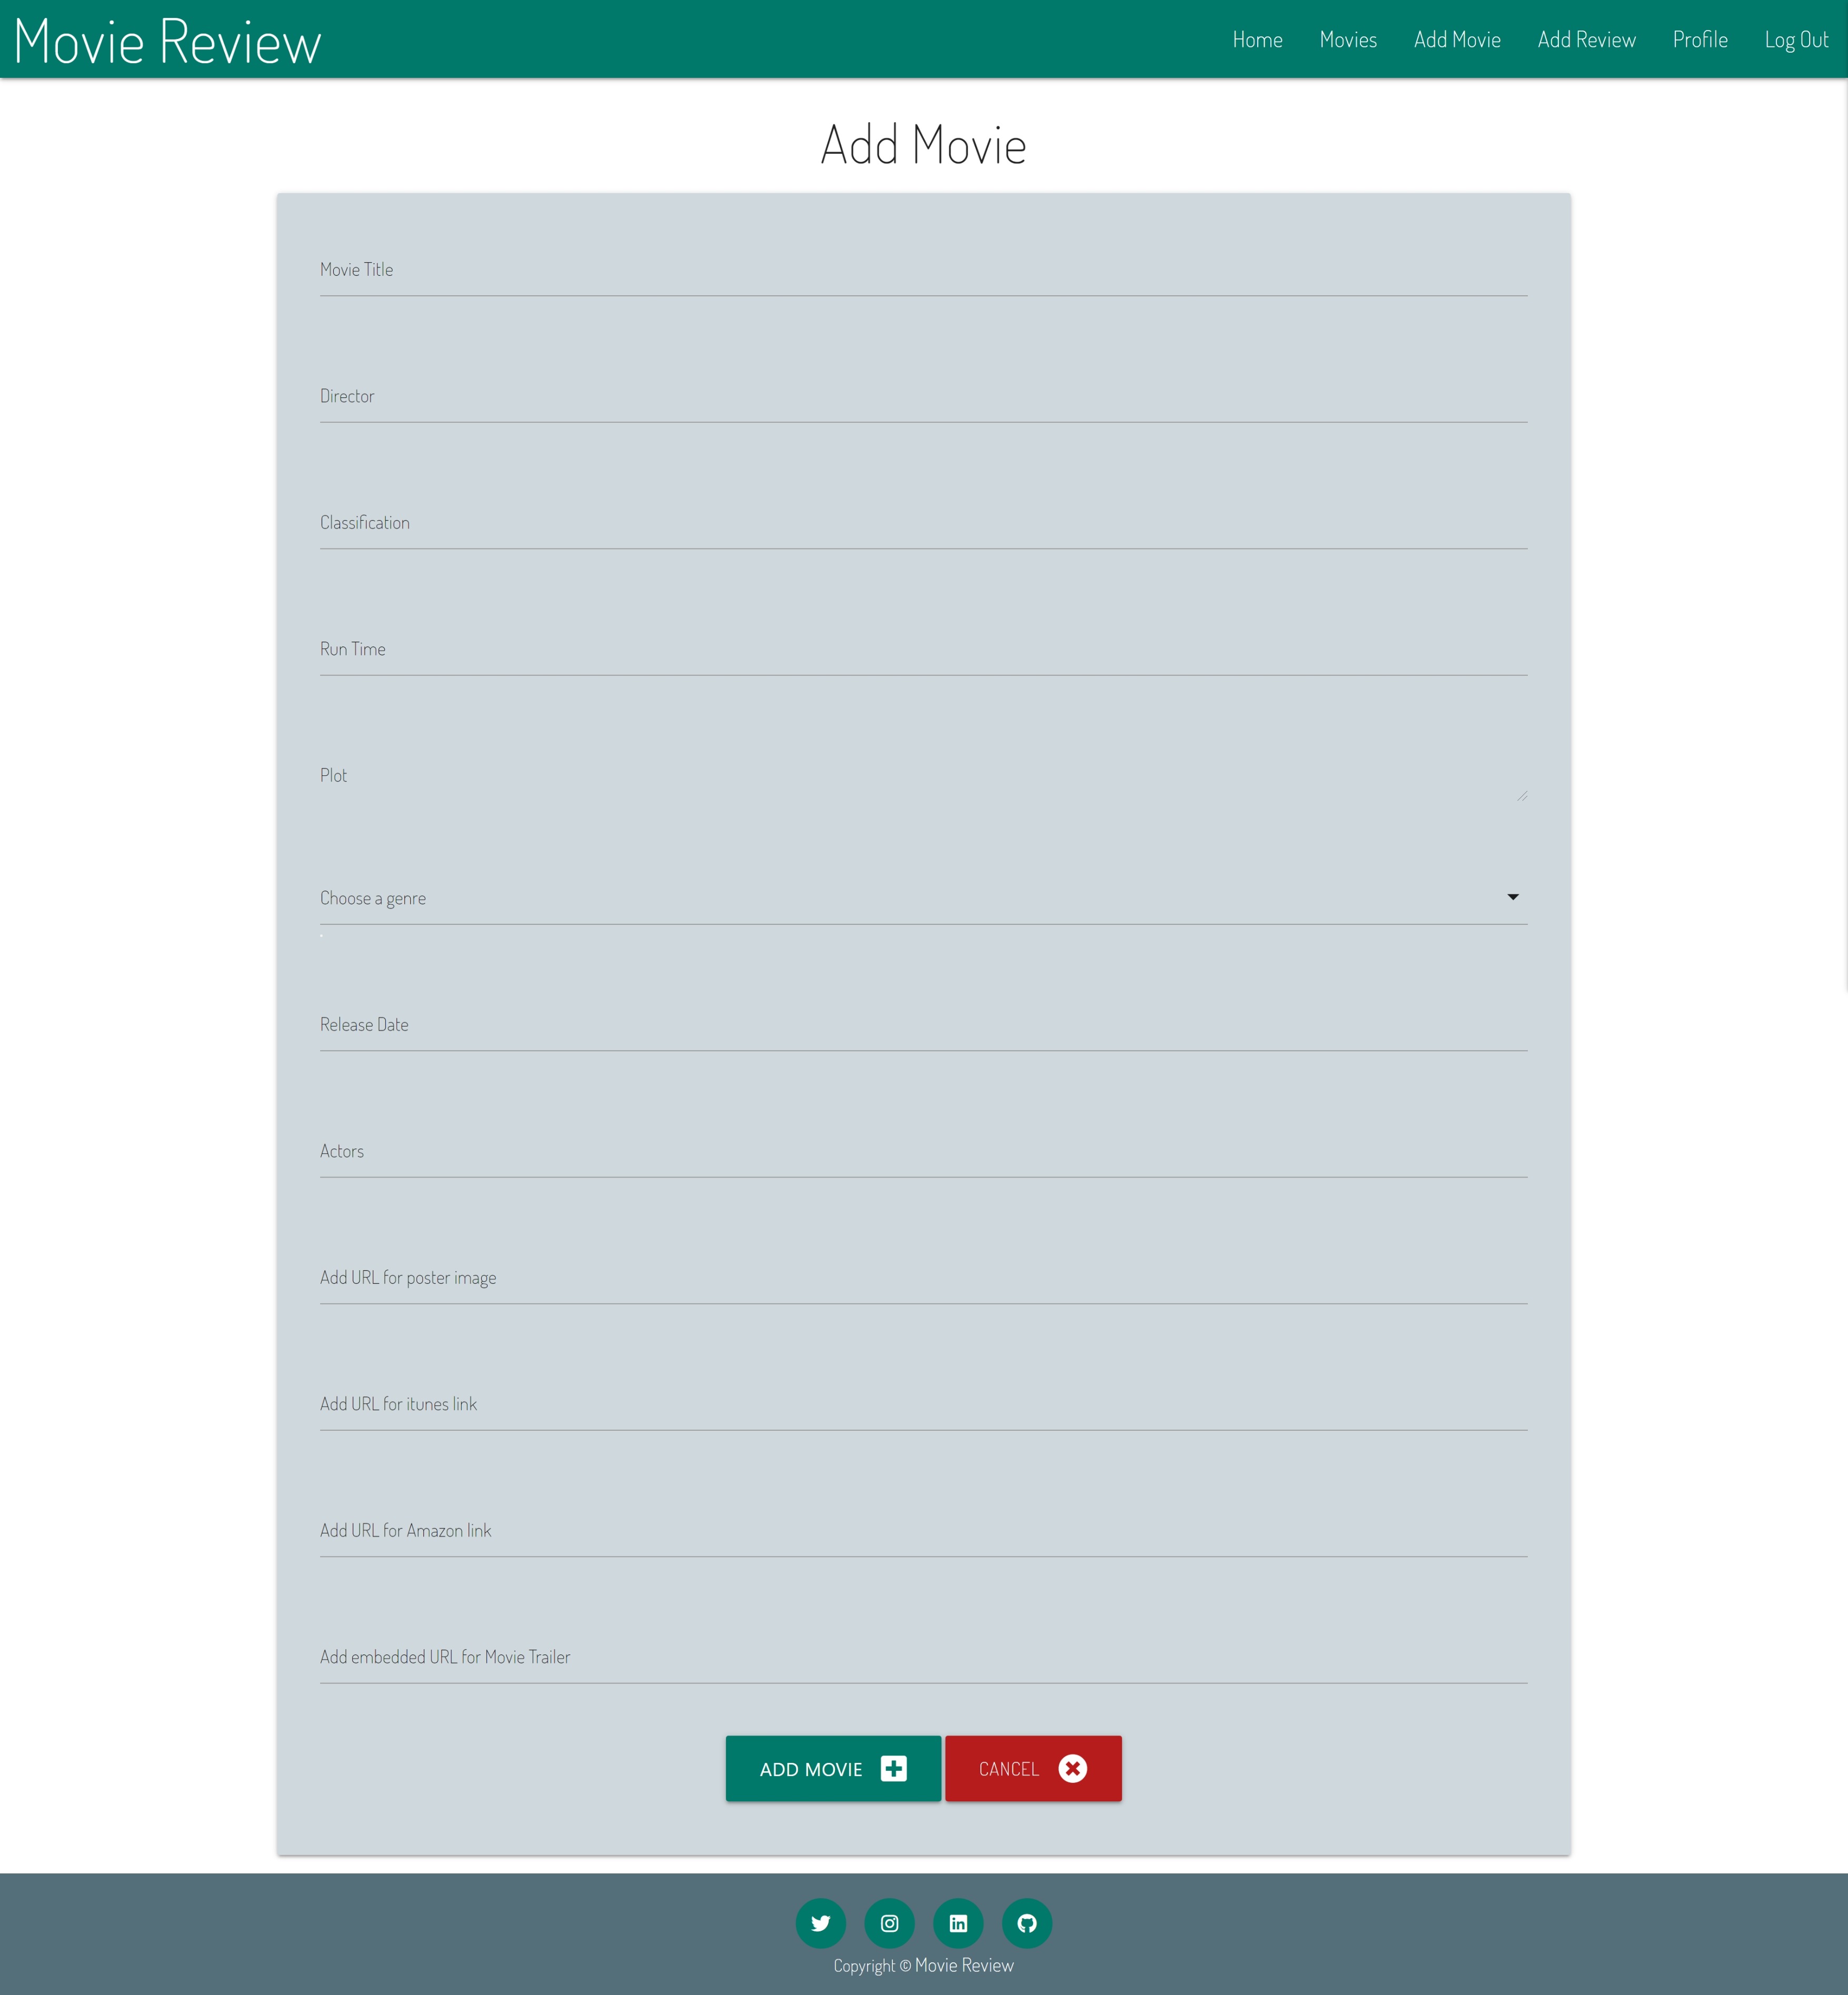 Movie Review
Home Movies Add Movie Add Review Profile Log Out
Add Movie
Movie Title
Director
Classification
Run Time
Plot
Choose a genre
Release Date
Actors
Add URL for poster image
Add URL for itunes link
Add URL for Amazon link
Add embedded URL for Movie Trailer
ADD MOVIE CANCEL
Copyright © Movie Review